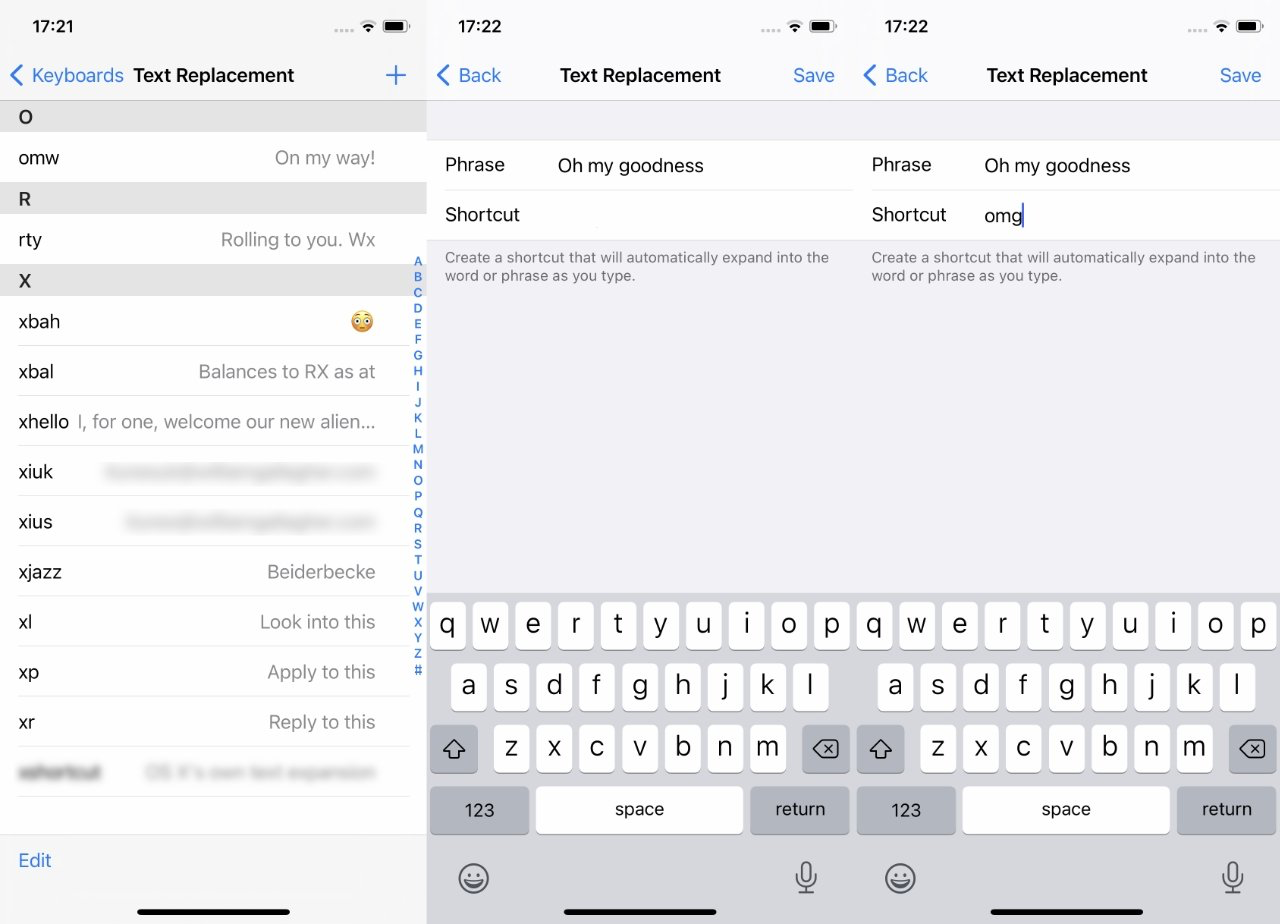 17:21
Keyboards Text Replacement +
O
omw On my way!
R
rty Rolling to you. Wx
X
xbah 😳
xbal Balances to RX as at
xhello I, for one, welcome our new alien...
xiuk
xius
xjazz Beiderbecke
xl Look into this
xp Apply to this
xr Reply to this
xshortcut OS X's own text expansion
Edit
A
B
C
D
E
F
G
H
I
J
K
L
M
N
O
P
Q
R
S
T
U
V
W
X
Y
Z
#
17:22
Back Text Replacement Save
Phrase Oh my goodness
Shortcut
Create a shortcut that will automatically expand into the
word or phrase as you type.
q w e r t y u i o p
a s d f g h j k l
z x c v b n m
123 space return
17:22
Back Text Replacement Save
Phrase Oh my goodness
Shortcut omg
Create a shortcut that will automatically expand into the
word or phrase as you type.
q w e r t y u i o p
a s d f g h j k l
z x c v b n m
123 space return